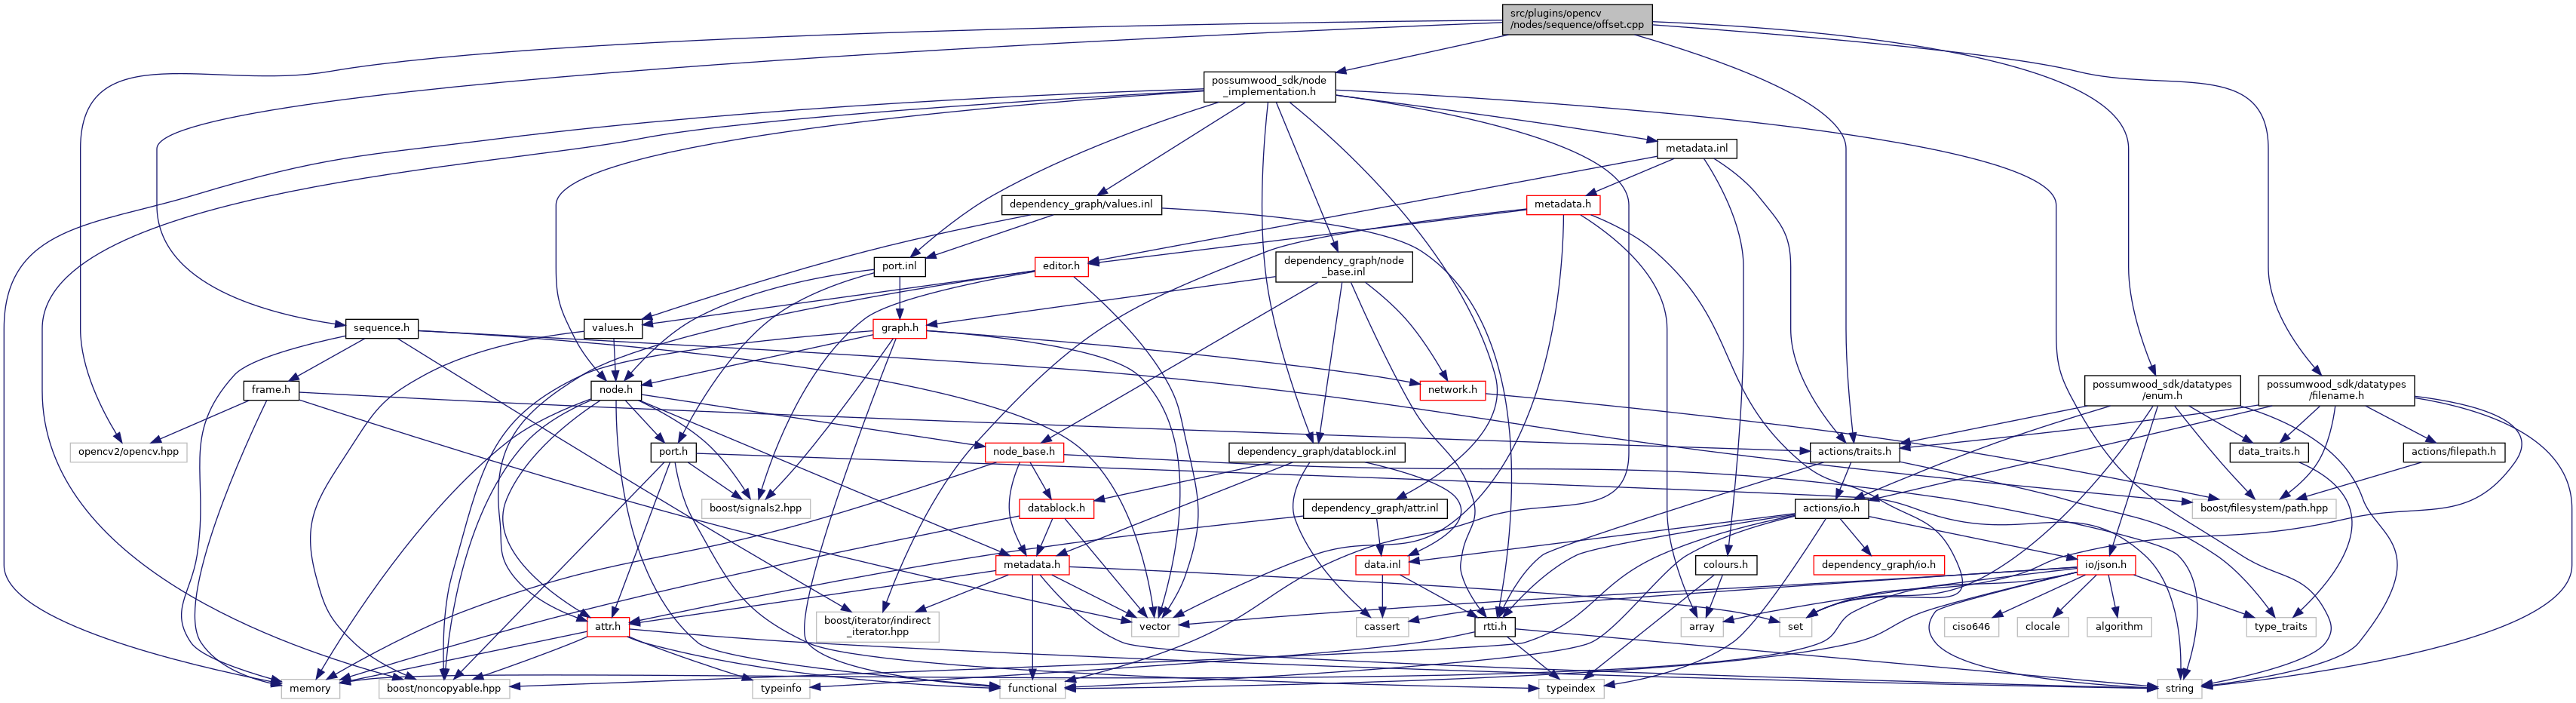 src/plugins/opencv
/nodes/sequence/offset.cpp
possumwood_sdk/node
_implementation.h
metadata.inl
dependency_graph/values.inl
metadata.h
port.inl
editor.h
dependency_graph/node
_base.inl
sequence.h
values.h
graph.h
frame.h
node.h
network.h
possumwood_sdk/datatypes
/enum.h
possumwood_sdk/datatypes
/filename.h
opencv2/opencv.hpp
port.h
node_base.h
dependency_graph/datablock.inl
actions/traits.h
data_traits.h
actions/filepath.h
boost/signals2.hpp
datablock.h
dependency_graph/attr.inl
actions/io.h
boost/filesystem/path.hpp
metadata.h
data.inl
colours.h
dependency_graph/io.h
io/json.h
attr.h
boost/iterator/indirect
_iterator.hpp
vector
cassert
rtti.h
array
set
ciso646
clocale
algorithm
type_traits
memory
boost/noncopyable.hpp
typeinfo
functional
typeindex
string